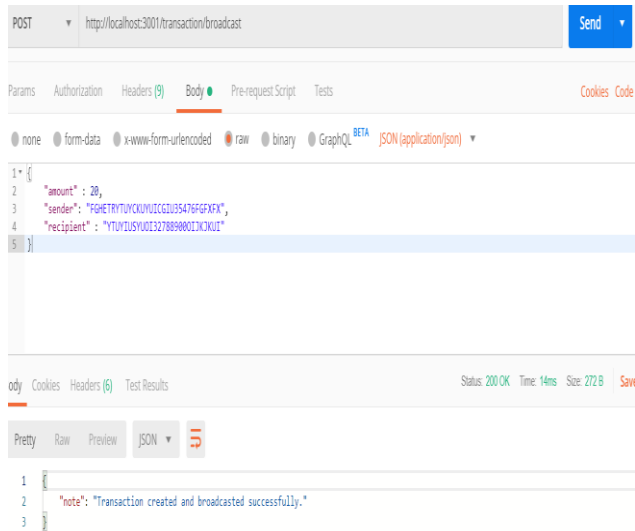 POST http://localhost:3001/transaction/broadcast Send
Params Authorization Headers (9) Body Pre-request Script Tests Cookies Code
none form-data x-www-form-urlencoded raw binary GraphQL BETA JSON (application/json)
1 {
2 "amount" : 20,
3 "sender": "FGHETRYTUYCKUYUICGIU35476FGFXFX",
4 "recipient" : "YTUYIUSYUOI32788900OIJKJKUI"
5 }
ody Cookies Headers (6) Test Results Status: 200 OK Time: 14ms Size: 272 B Save
Pretty Raw Preview JSON
1 {
2 "note": "Transaction created and broadcasted successfully."
3 }